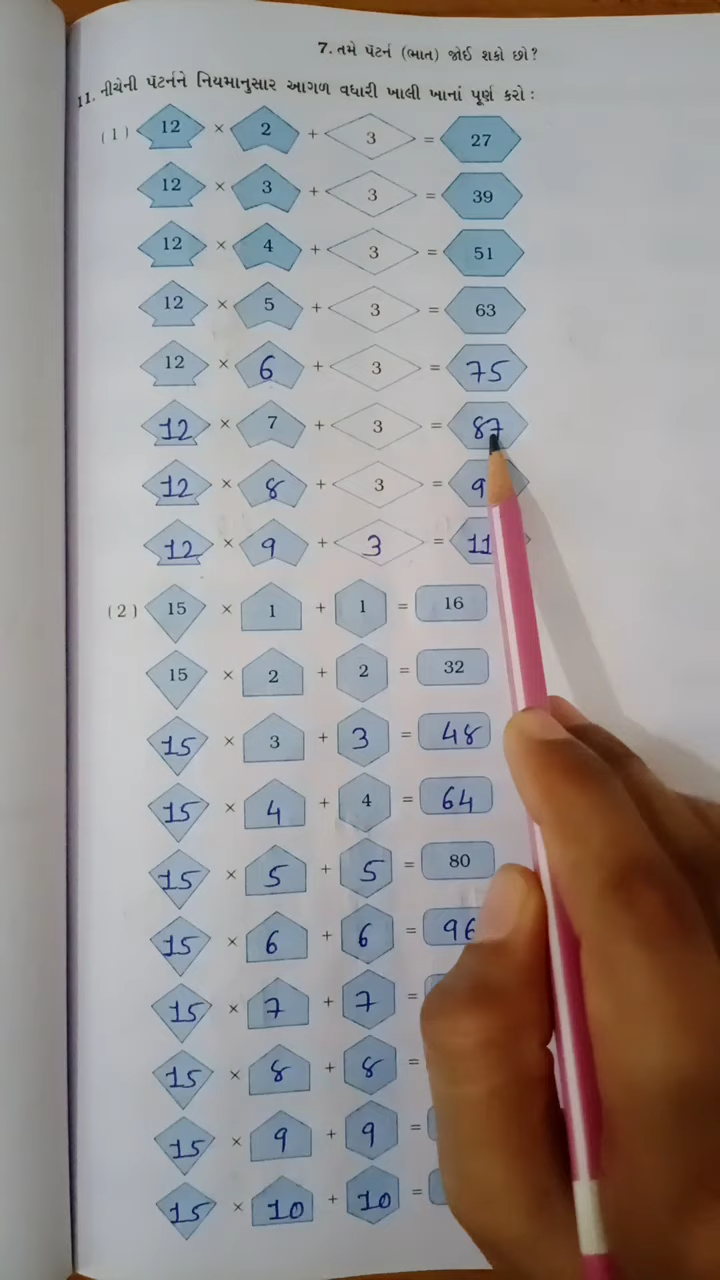 7. તમે પૅટર્ન (ભાત) જોઈ શકો છો?
11. નીચેની પૅટર્નને નિયમાનુસાર આગળ વધારી ખાલી ખાનાં પૂર્ણ કરો :
(1) 12 × 2 + 3 = 27
12 × 3 + 3 = 39
12 × 4 + 3 = 51
12 × 5 + 3 = 63
12 × 6 + 3 = 75
12 × 7 + 3 = 87
12 × 8 + 3 = 9
12 × 9 + 3 = 11
(2) 15 × 1 + 1 = 16
15 × 2 + 2 = 32
15 × 3 + 3 = 48
15 × 4 + 4 = 64
15 × 5 + 5 = 80
15 × 6 + 6 = 96
15 × 7 + 7 =
15 × 8 + 8 =
15 × 9 + 9 =
15 × 10 + 10 =